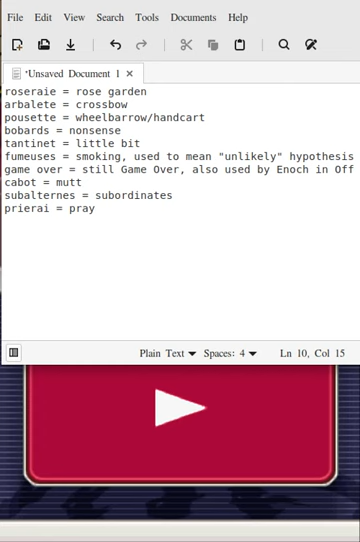 File Edit View Search Tools Documents Help
*Unsaved Document 1 ×
roseraie = rose garden
arbalete = crossbow
pousette = wheelbarrow/handcart
bobards = nonsense
tantinet = little bit
fumeuses = smoking, used to mean "unlikely" hypothesis
game over = still Game Over, also used by Enoch in Off
cabot = mutt
subalternes = subordinates
prierai = pray
Plain Text Spaces: 4 Ln 10, Col 15